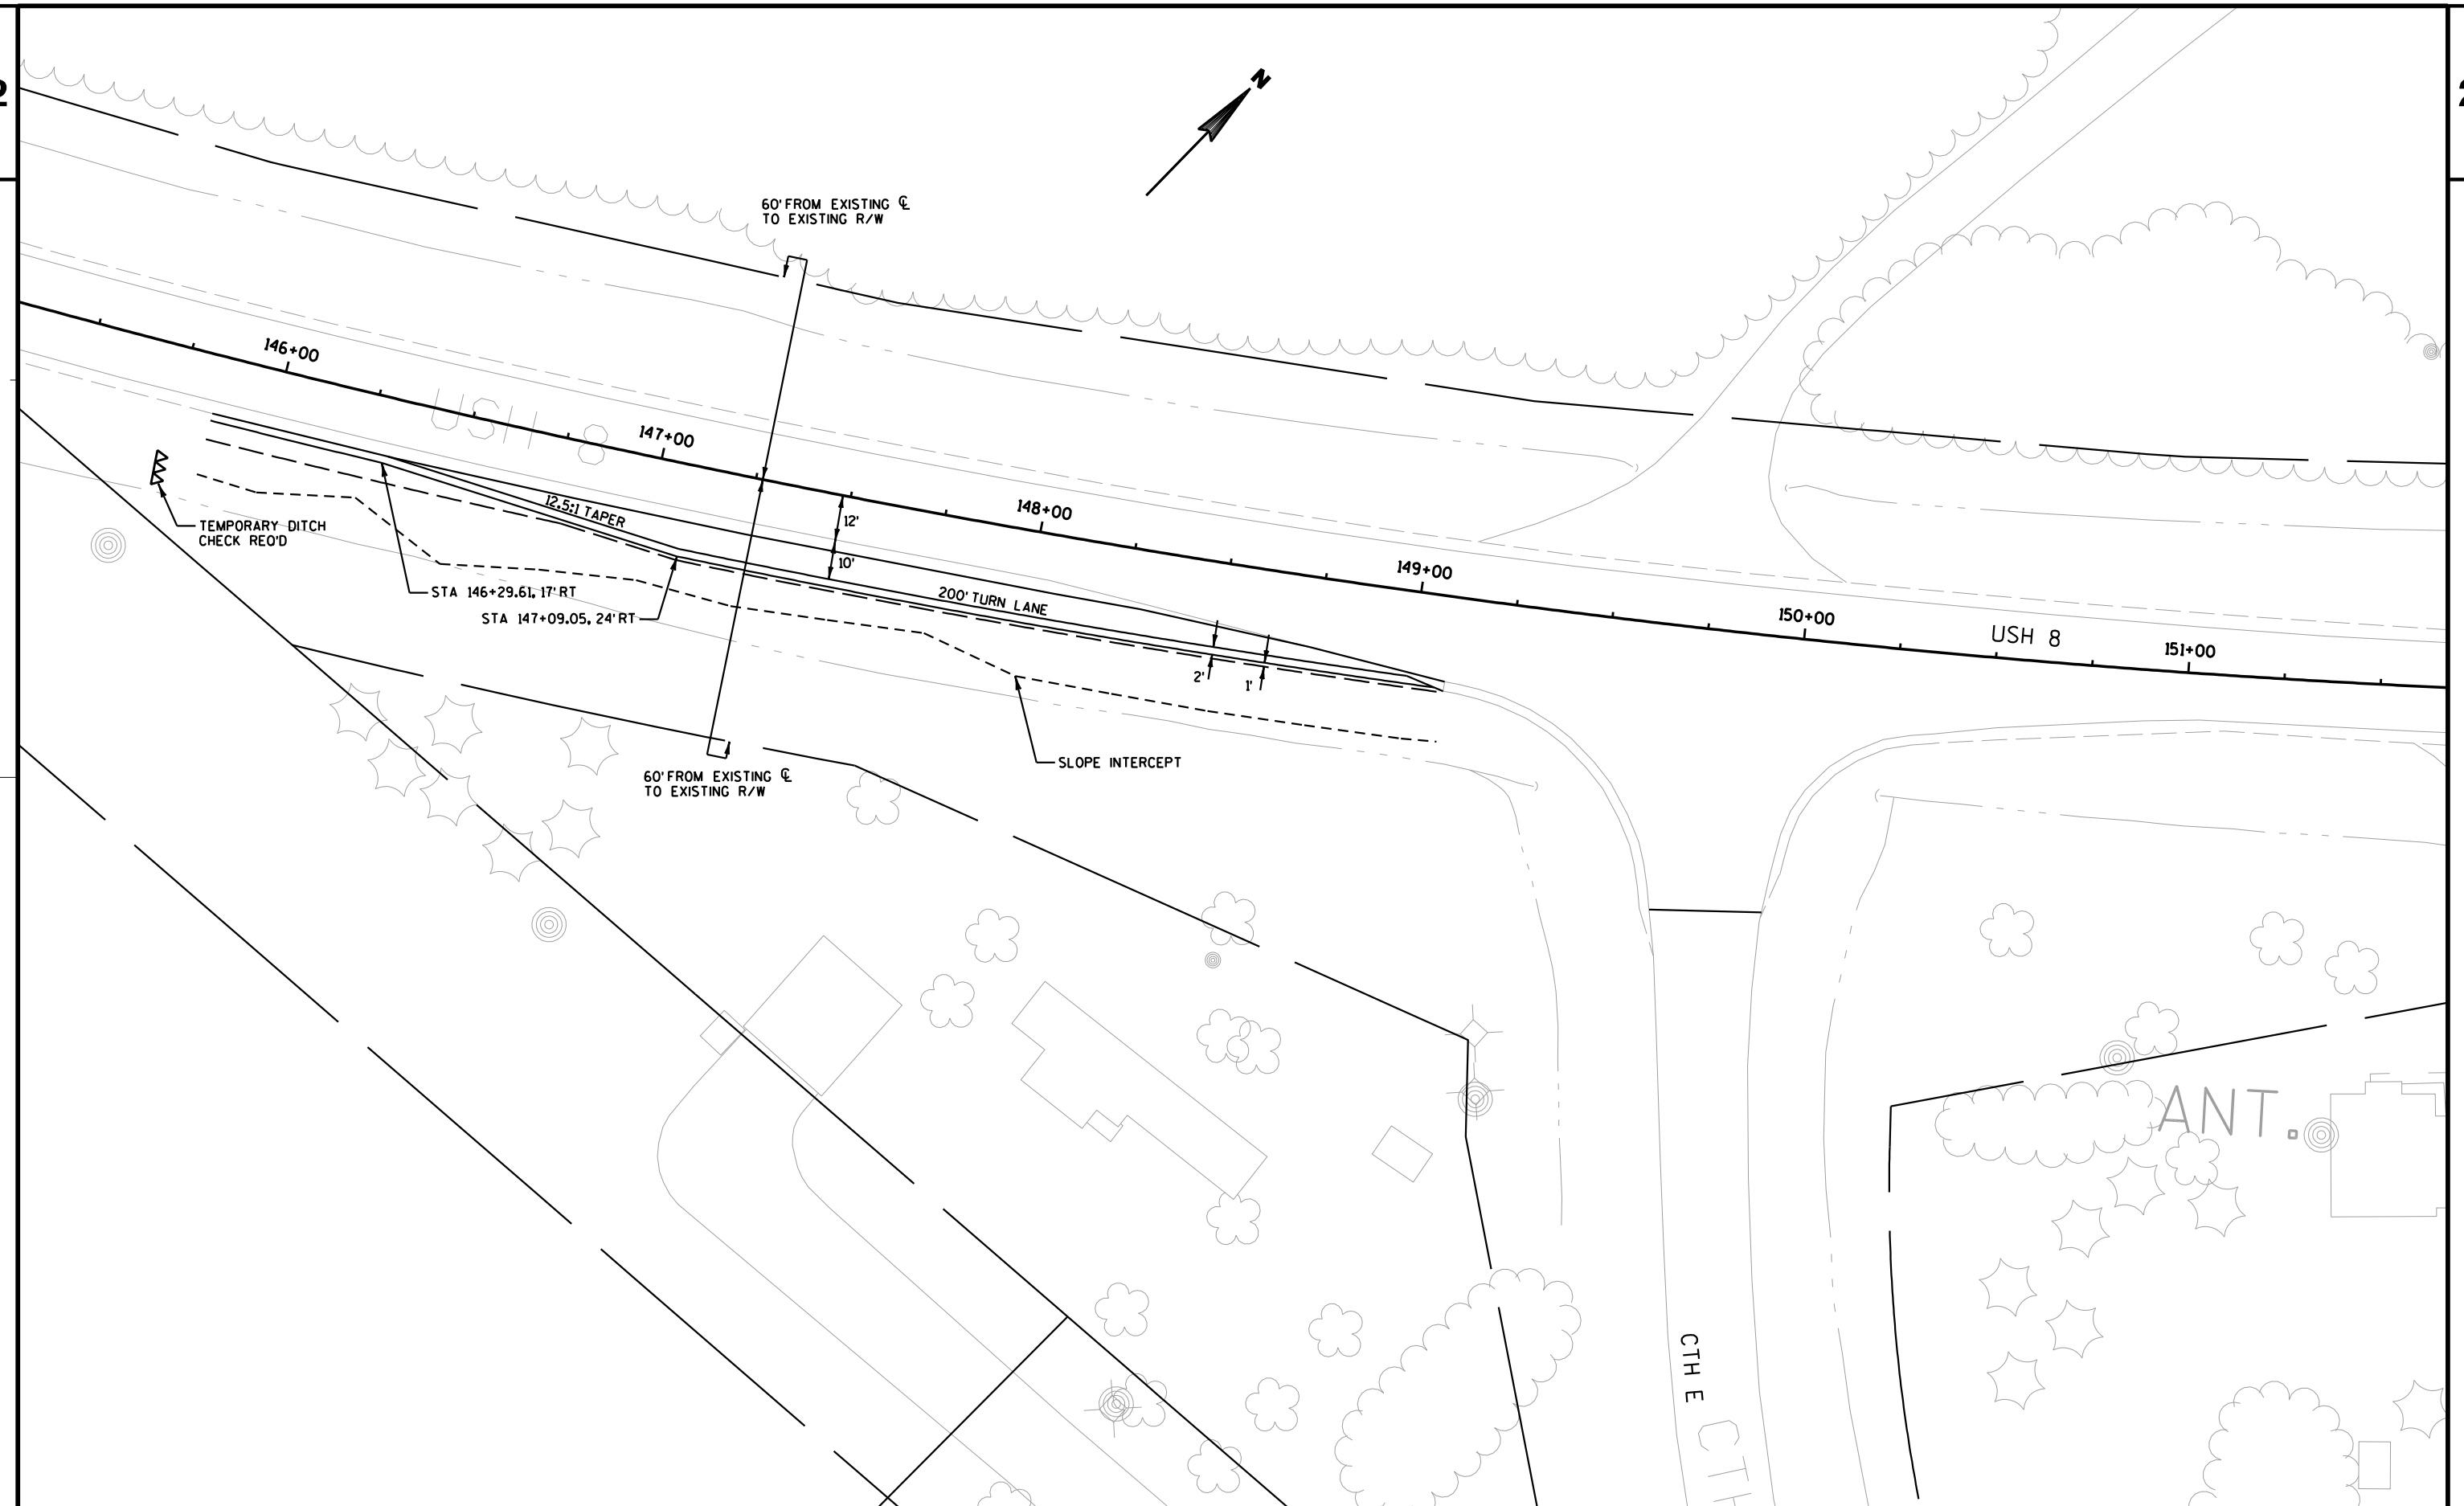 N
60' FROM EXISTING ℄
TO EXISTING R/W
146+00
USH 8
147+00
148+00
149+00
150+00
USH 8
151+00
12.5:1 TAPER
12'
10'
200' TURN LANE
TEMPORARY DITCH
CHECK REQ'D
STA 146+29.61, 17' RT
STA 147+09.05, 24' RT
2'
1'
SLOPE INTERCEPT
60' FROM EXISTING ℄
TO EXISTING R/W
ANT.
CTH E